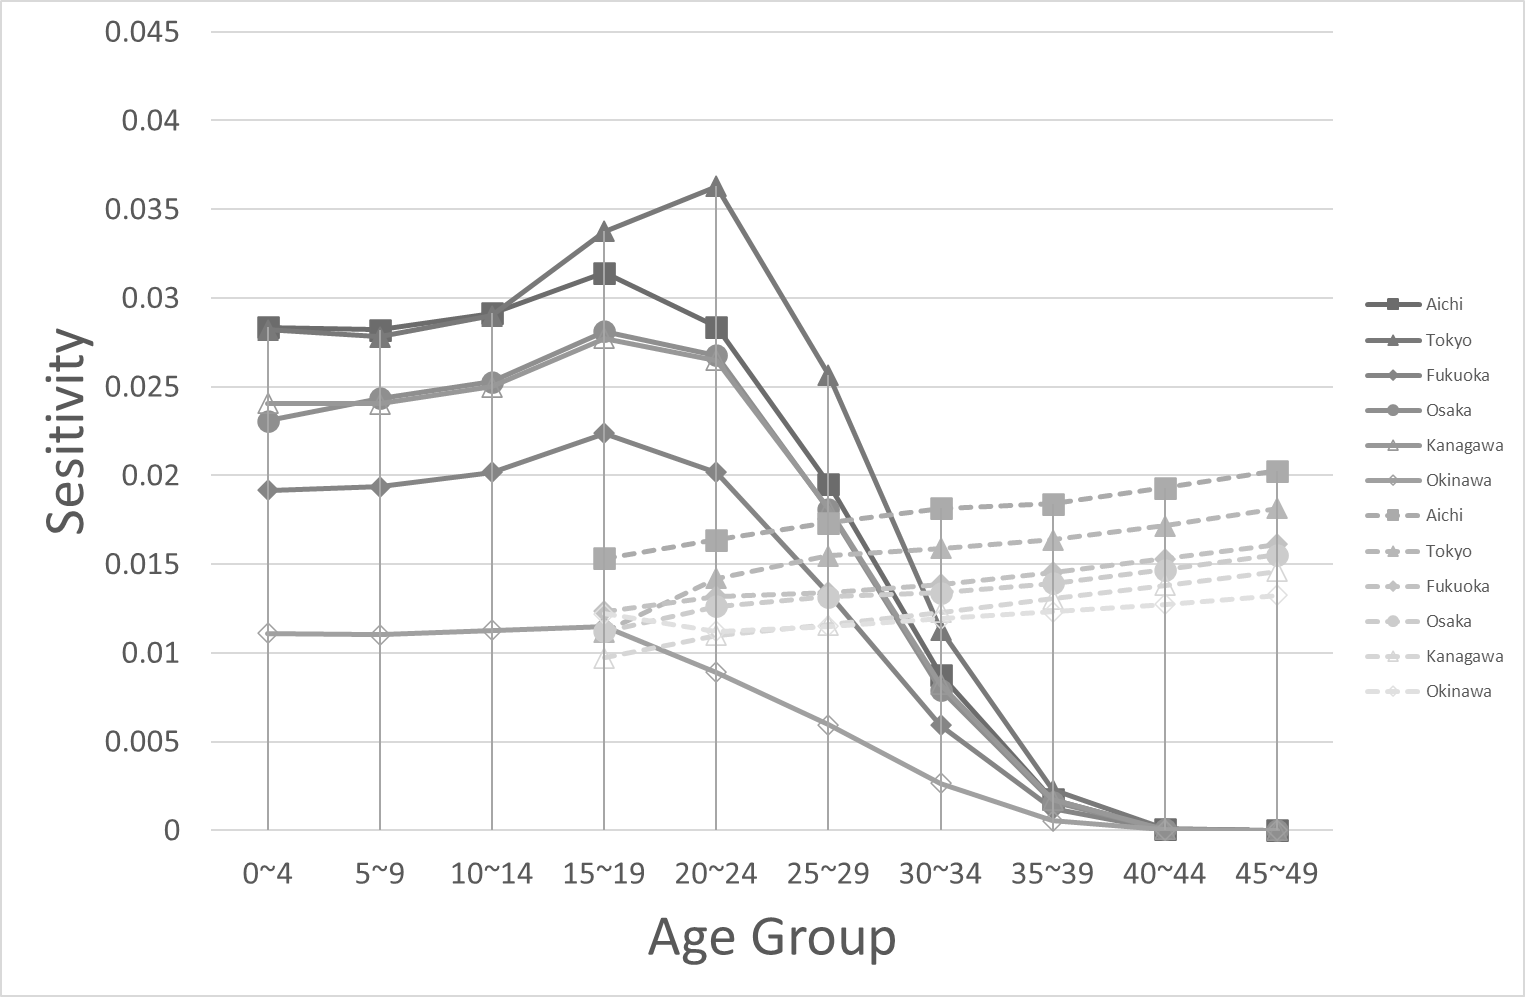 0.045
0.04
0.035
0.03
0.025
0.02
0.015
0.01
0.005
0
Sesitivity
0~4 5~9 10~14 15~19 20~24 25~29 30~34 35~39 40~44 45~49
Age Group
Aichi
Tokyo
Fukuoka
Osaka
Kanagawa
Okinawa
Aichi
Tokyo
Fukuoka
Osaka
Kanagawa
Okinawa